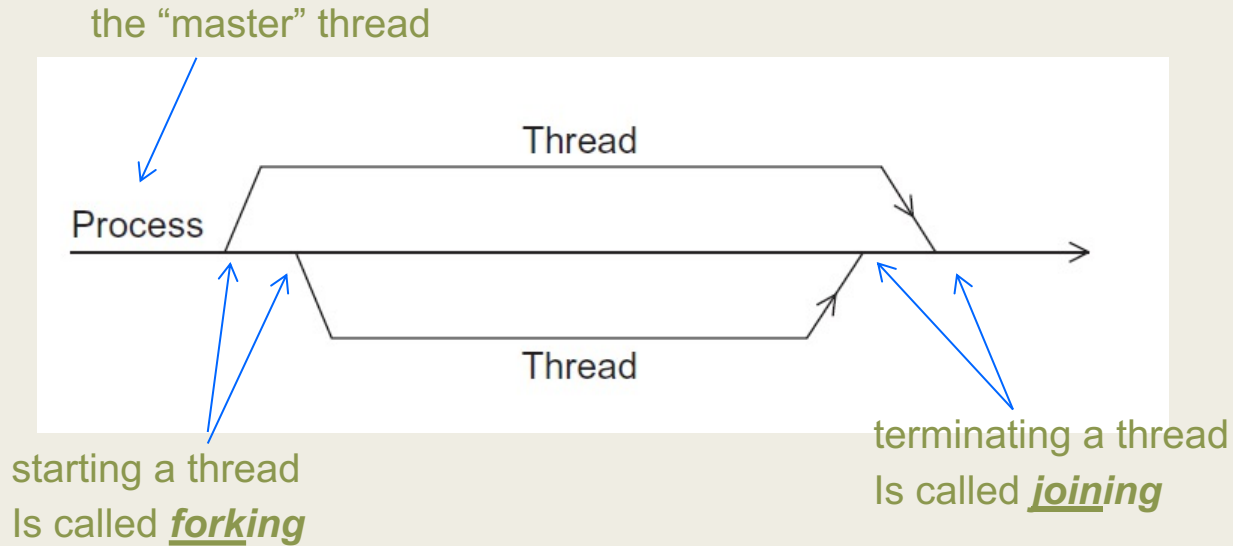 the “master” thread
Thread
Process
Thread
terminating a thread
Is called joining
starting a thread
Is called forking